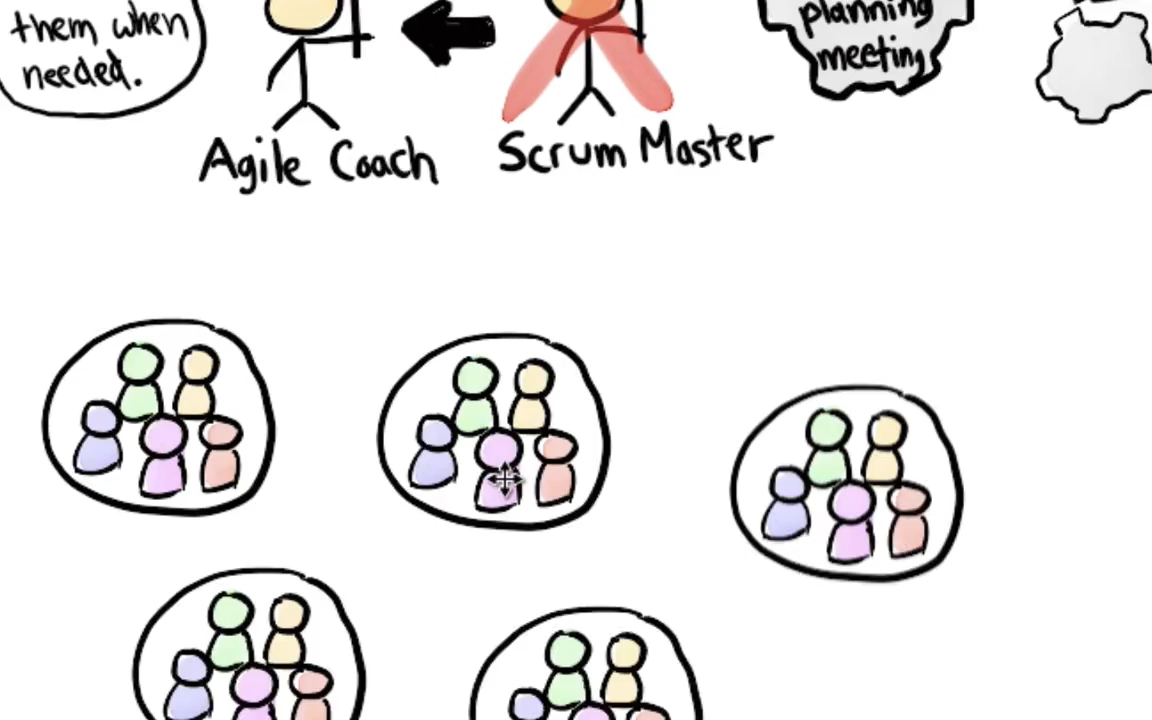 them when
needed.
planning
meeting
Agile Coach
Scrum Master